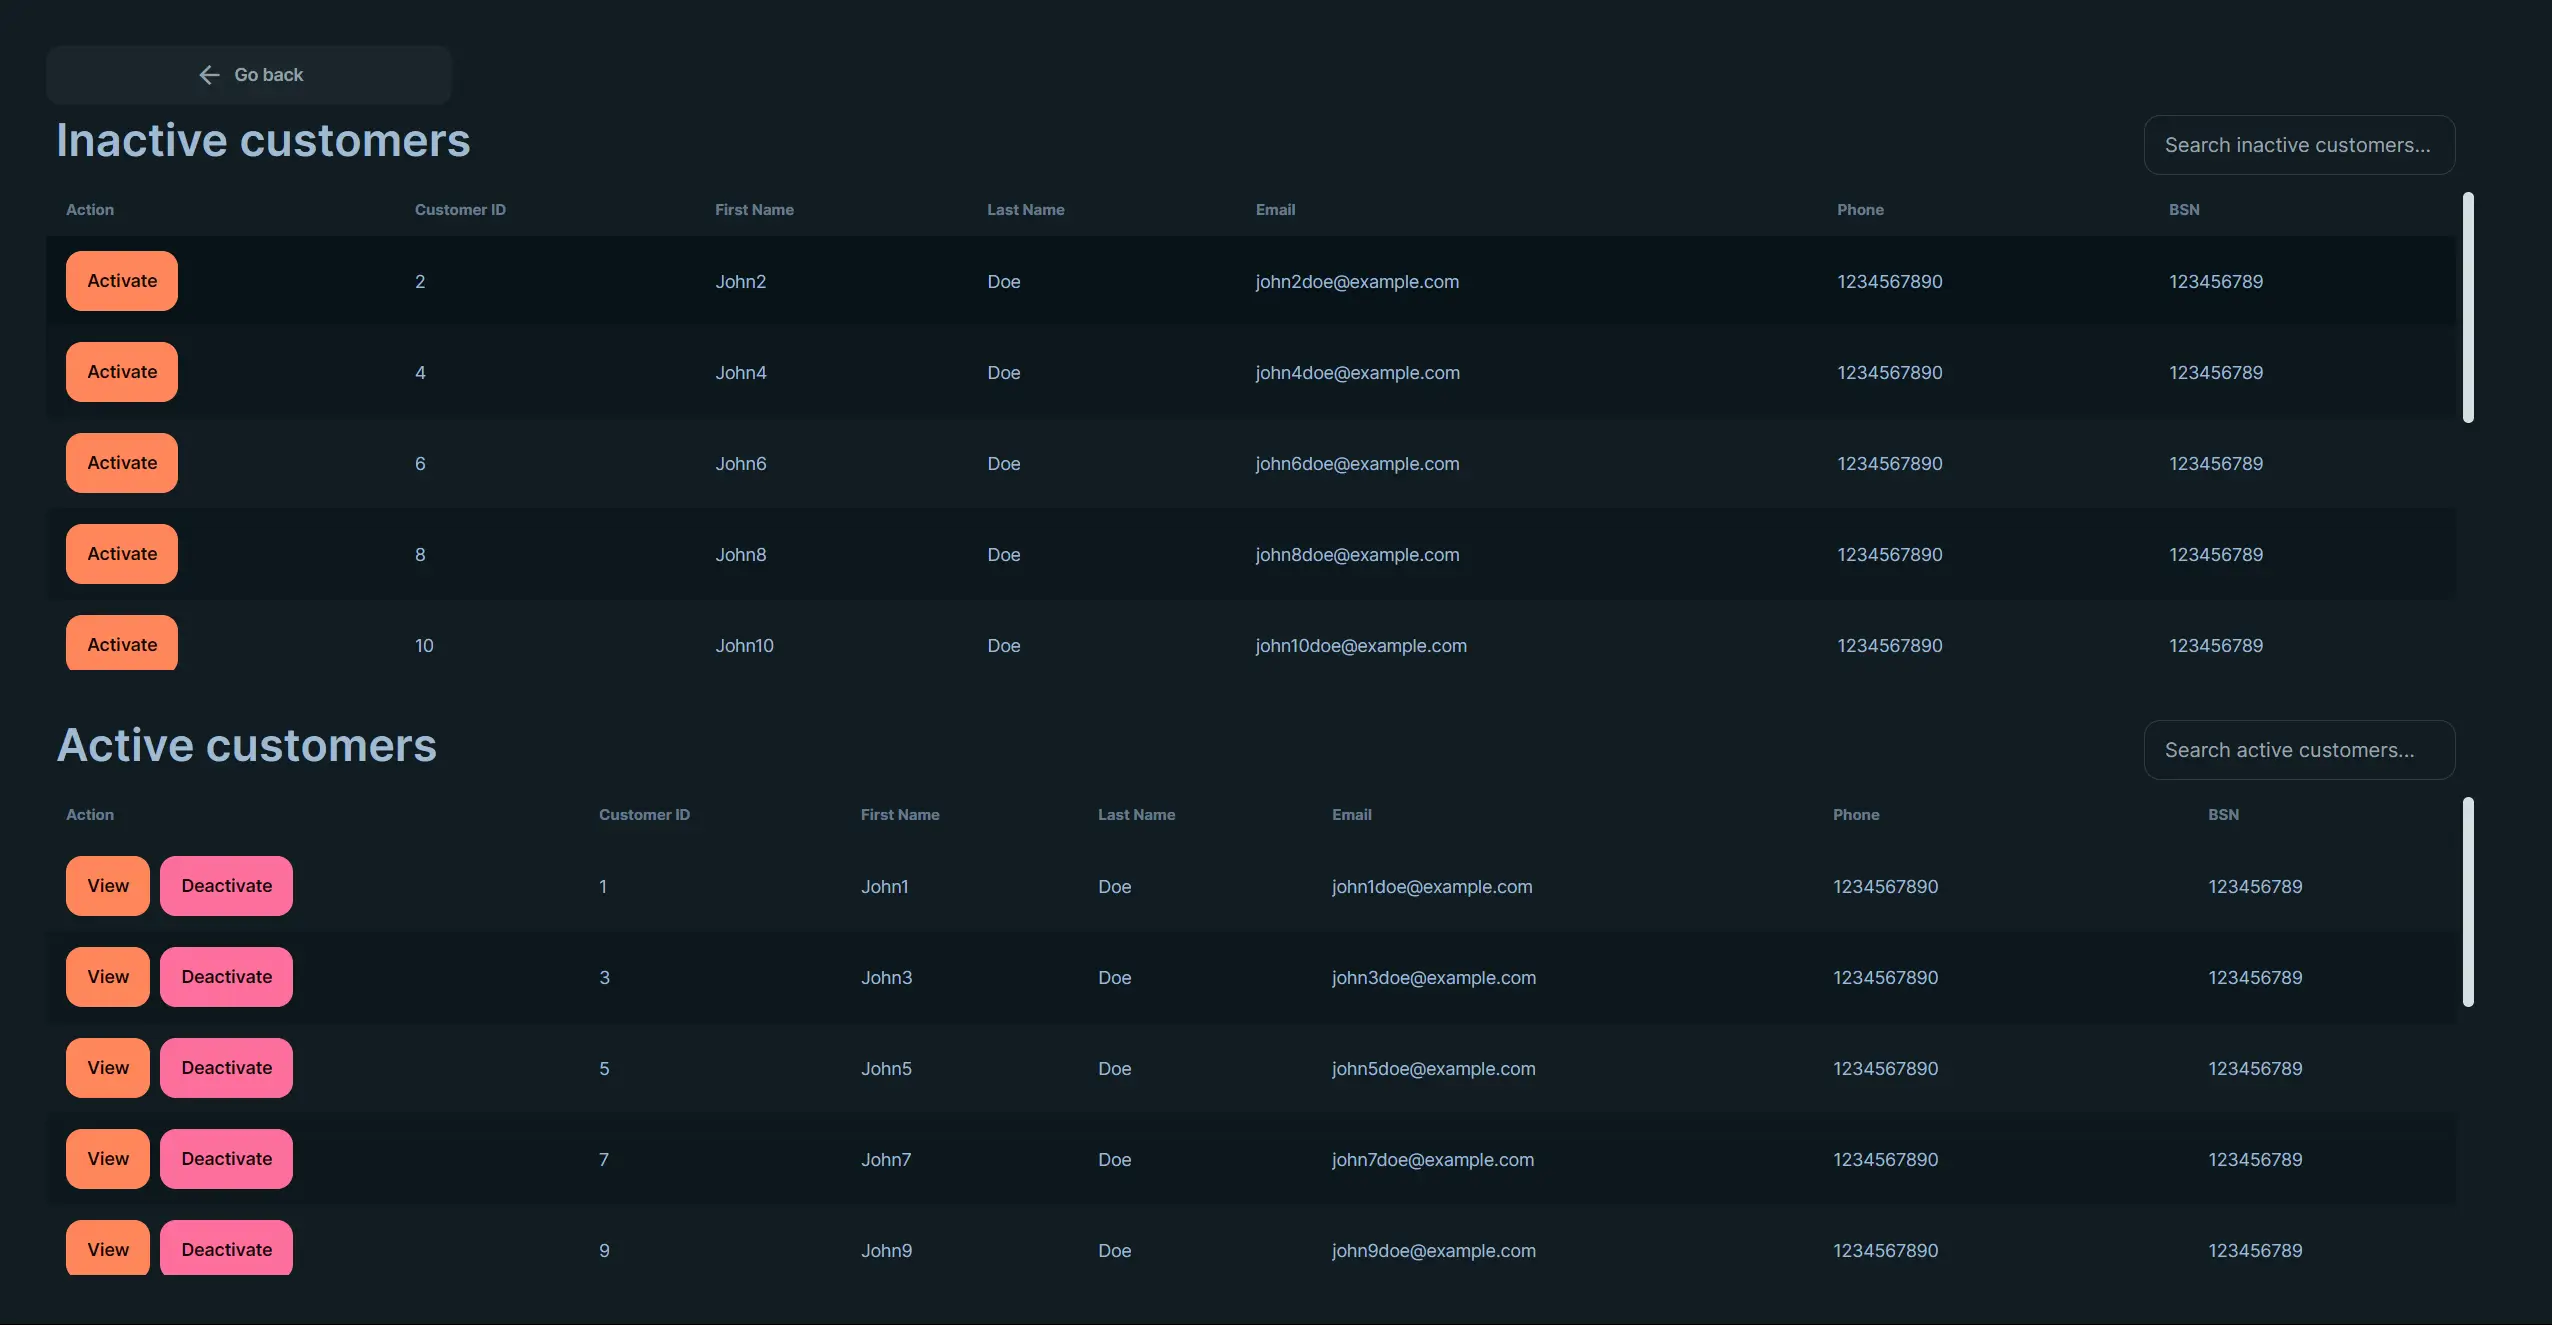 Go back
Inactive customers
Search inactive customers...
Action Customer ID First Name Last Name Email Phone BSN
Activate 2 John2 Doe john2doe@example.com 1234567890 123456789
Activate 4 John4 Doe john4doe@example.com 1234567890 123456789
Activate 6 John6 Doe john6doe@example.com 1234567890 123456789
Activate 8 John8 Doe john8doe@example.com 1234567890 123456789
Activate 10 John10 Doe john10doe@example.com 1234567890 123456789
Active customers
Search active customers...
Action Customer ID First Name Last Name Email Phone BSN
View Deactivate 1 John1 Doe john1doe@example.com 1234567890 123456789
View Deactivate 3 John3 Doe john3doe@example.com 1234567890 123456789
View Deactivate 5 John5 Doe john5doe@example.com 1234567890 123456789
View Deactivate 7 John7 Doe john7doe@example.com 1234567890 123456789
View Deactivate 9 John9 Doe john9doe@example.com 1234567890 123456789